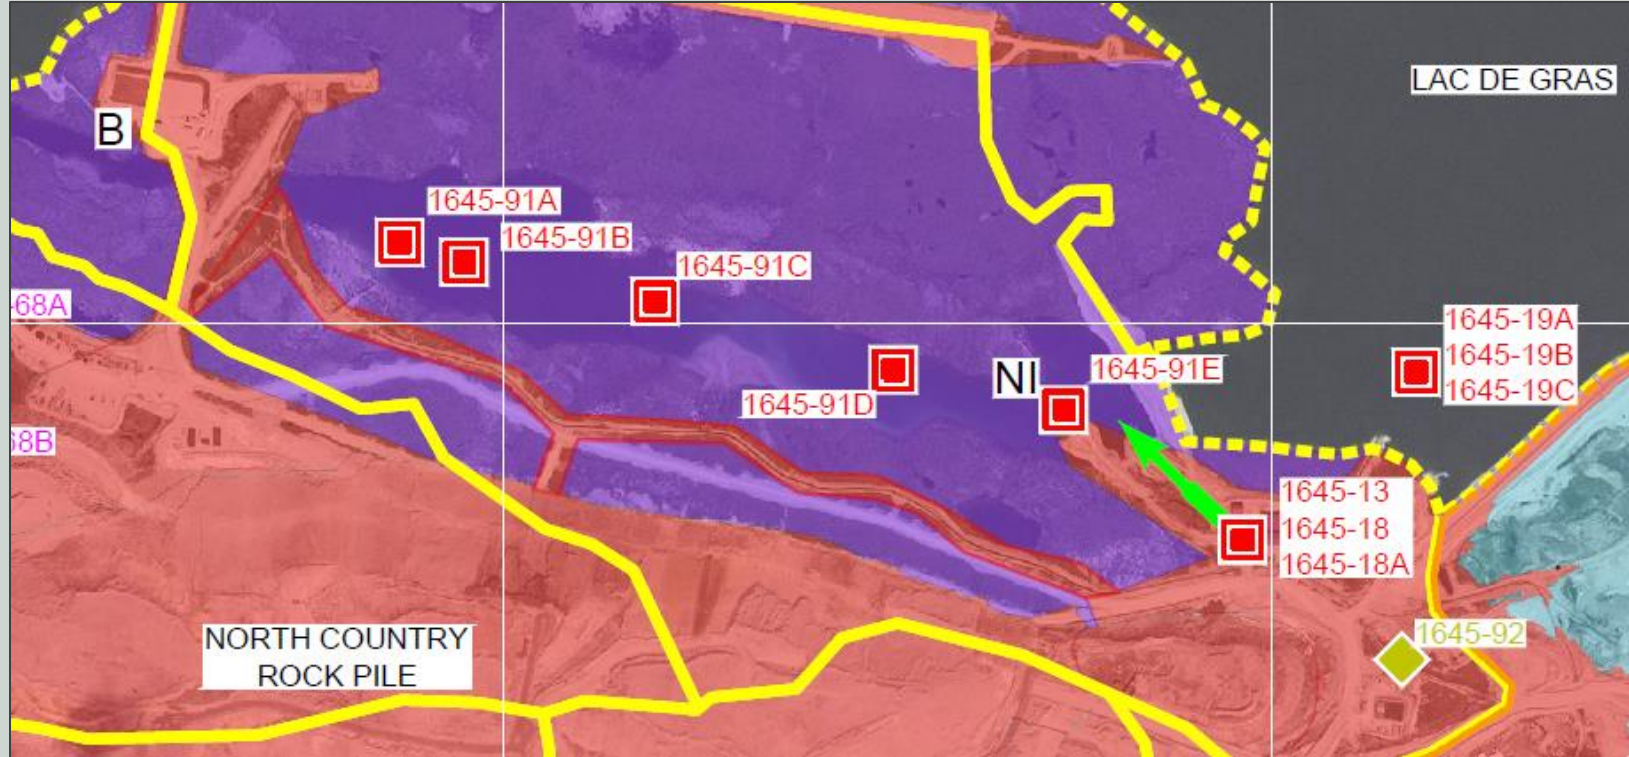 LAC DE GRAS
B
1645-91A
1645-91B
1645-91C
-68A
1645-19A
1645-19B
1645-19C
NI
1645-91E
1645-91D
68B
1645-13
1645-18
1645-18A
1645-92
NORTH COUNTRY
ROCK PILE